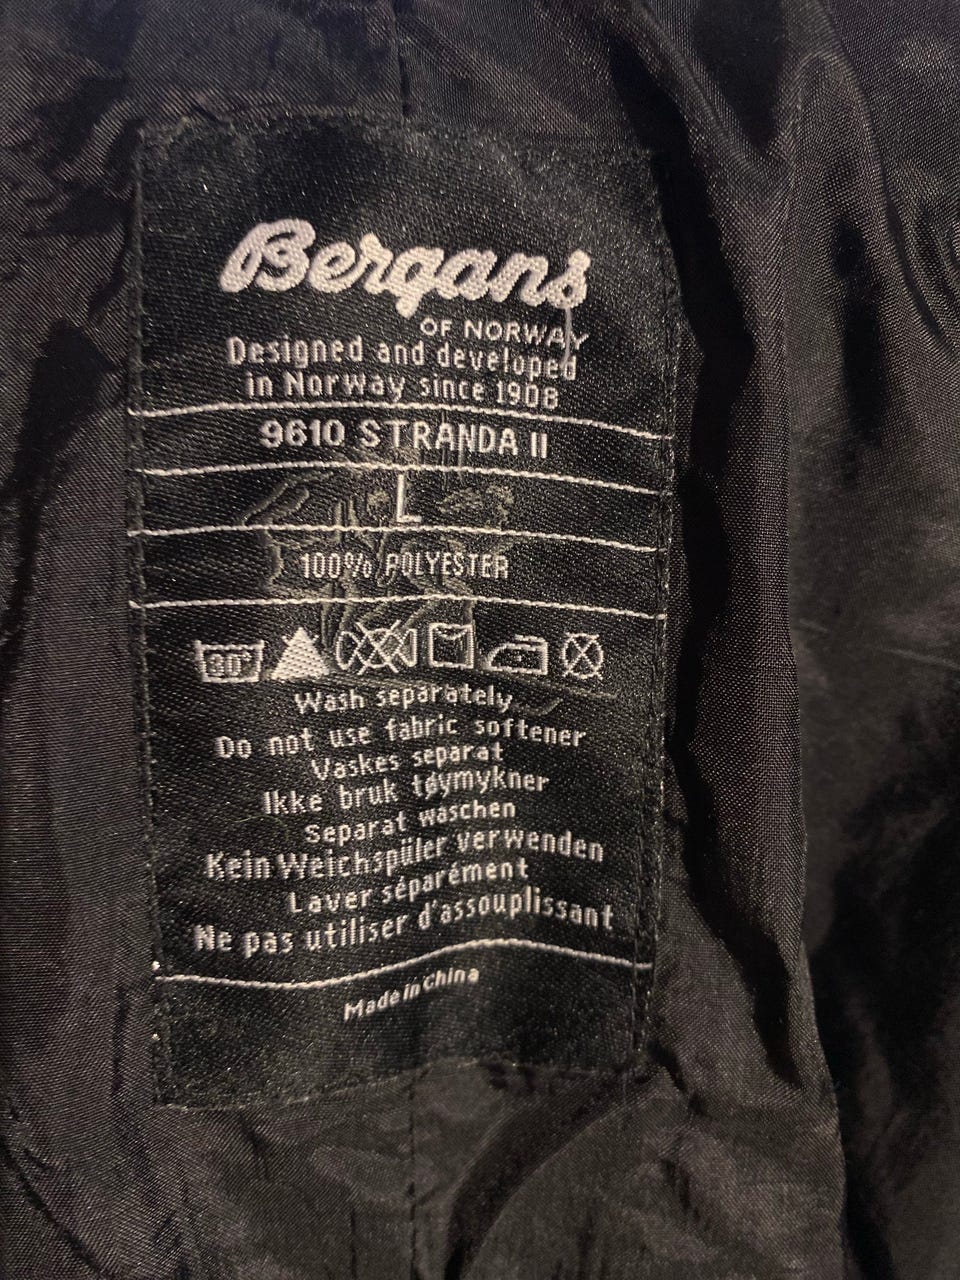 Bergans
OF NORWAY
Designed and developed
in Norway since 1908
9610 STRANDA II
L
100% POLYESTER
30°
Wash separately
Do not use fabric softener
Vaskes separat
Ikke bruk tøymykner
Separat waschen
Kein Weichspüler verwenden
Laver séparément
Ne pas utiliser d'assouplissant
Made in China